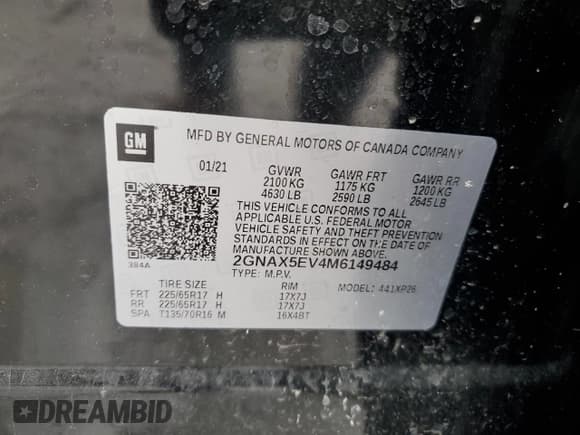 GM
MFD BY GENERAL MOTORS OF CANADA COMPANY
01/21 GVWR GAWR FRT GAWR RR
2100 KG 1175 KG 1200 KG
4630 LB 2590 LB 2645 LB
THIS VEHICLE CONFORMS TO ALL
APPLICABLE U.S. FEDERAL MOTOR
VEHICLE SAFETY AND THEFT PREVENTION
STANDARDS IN EFFECT ON THE DATE OF
MANUFACTURE SHOWN ABOVE.
384A
2GNAX5EV4M6149484
TYPE: M.P.V.
TIRE SIZE RIM MODEL: 441XP26
FRT 225/65R17 H 17X7J
RR 225/65R17 H 17X7J
SPA T135/70R16 M 16X4BT
DREAMBID